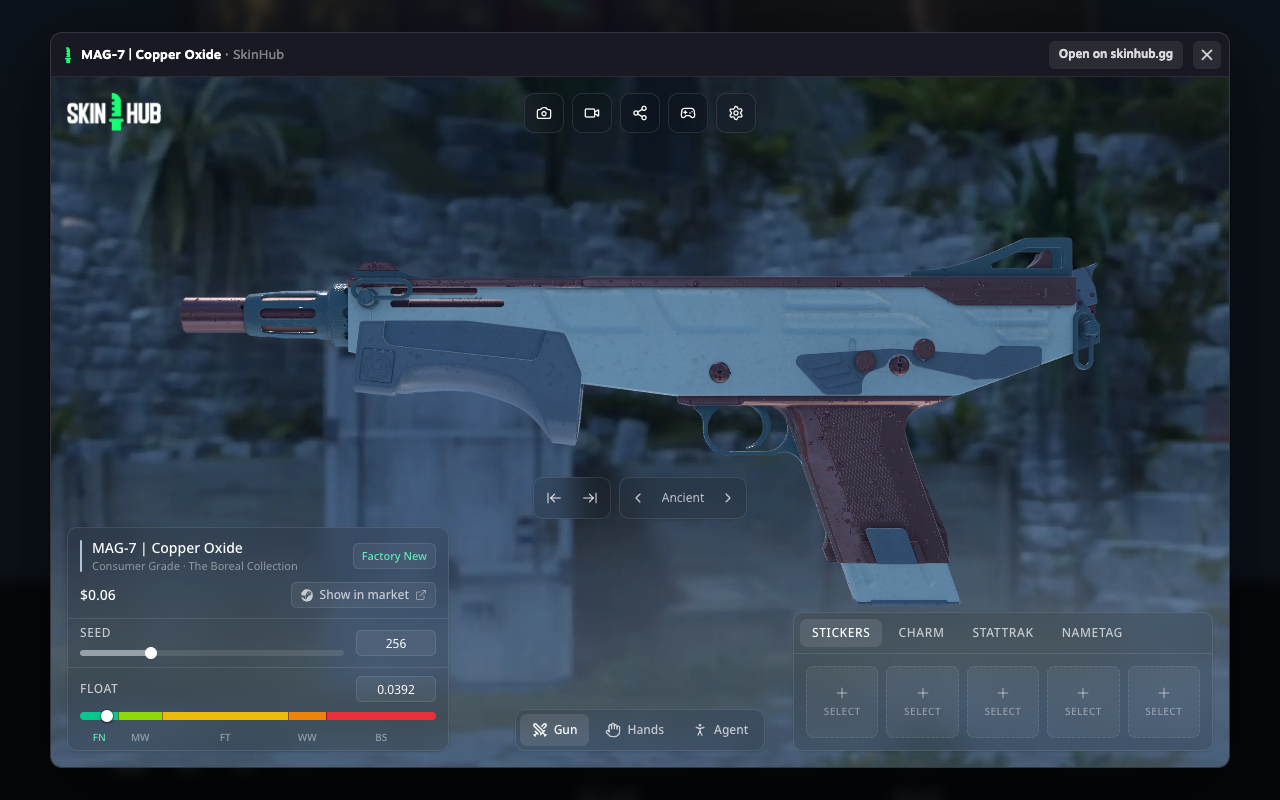 MAG-7 | Copper Oxide · SkinHub
Open on skinhub.gg
SKIN HUB
Ancient
MAG-7 | Copper Oxide
Consumer Grade · The Boreal Collection
Factory New
$0.06
Show in market
SEED
256
FLOAT
0.0392
FN MW FT WW BS
Gun Hands Agent
STICKERS CHARM STATTRAK NAMETAG
SELECT SELECT SELECT SELECT SELECT